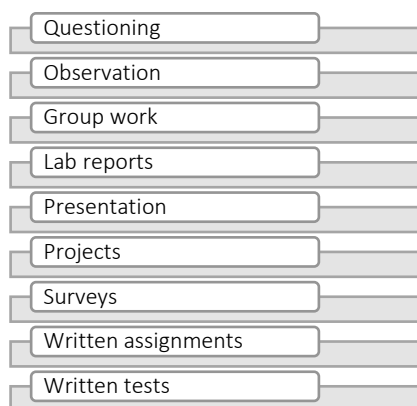 Questioning
Observation
Group work
Lab reports
Presentation
Projects
Surveys
Written assignments
Written tests